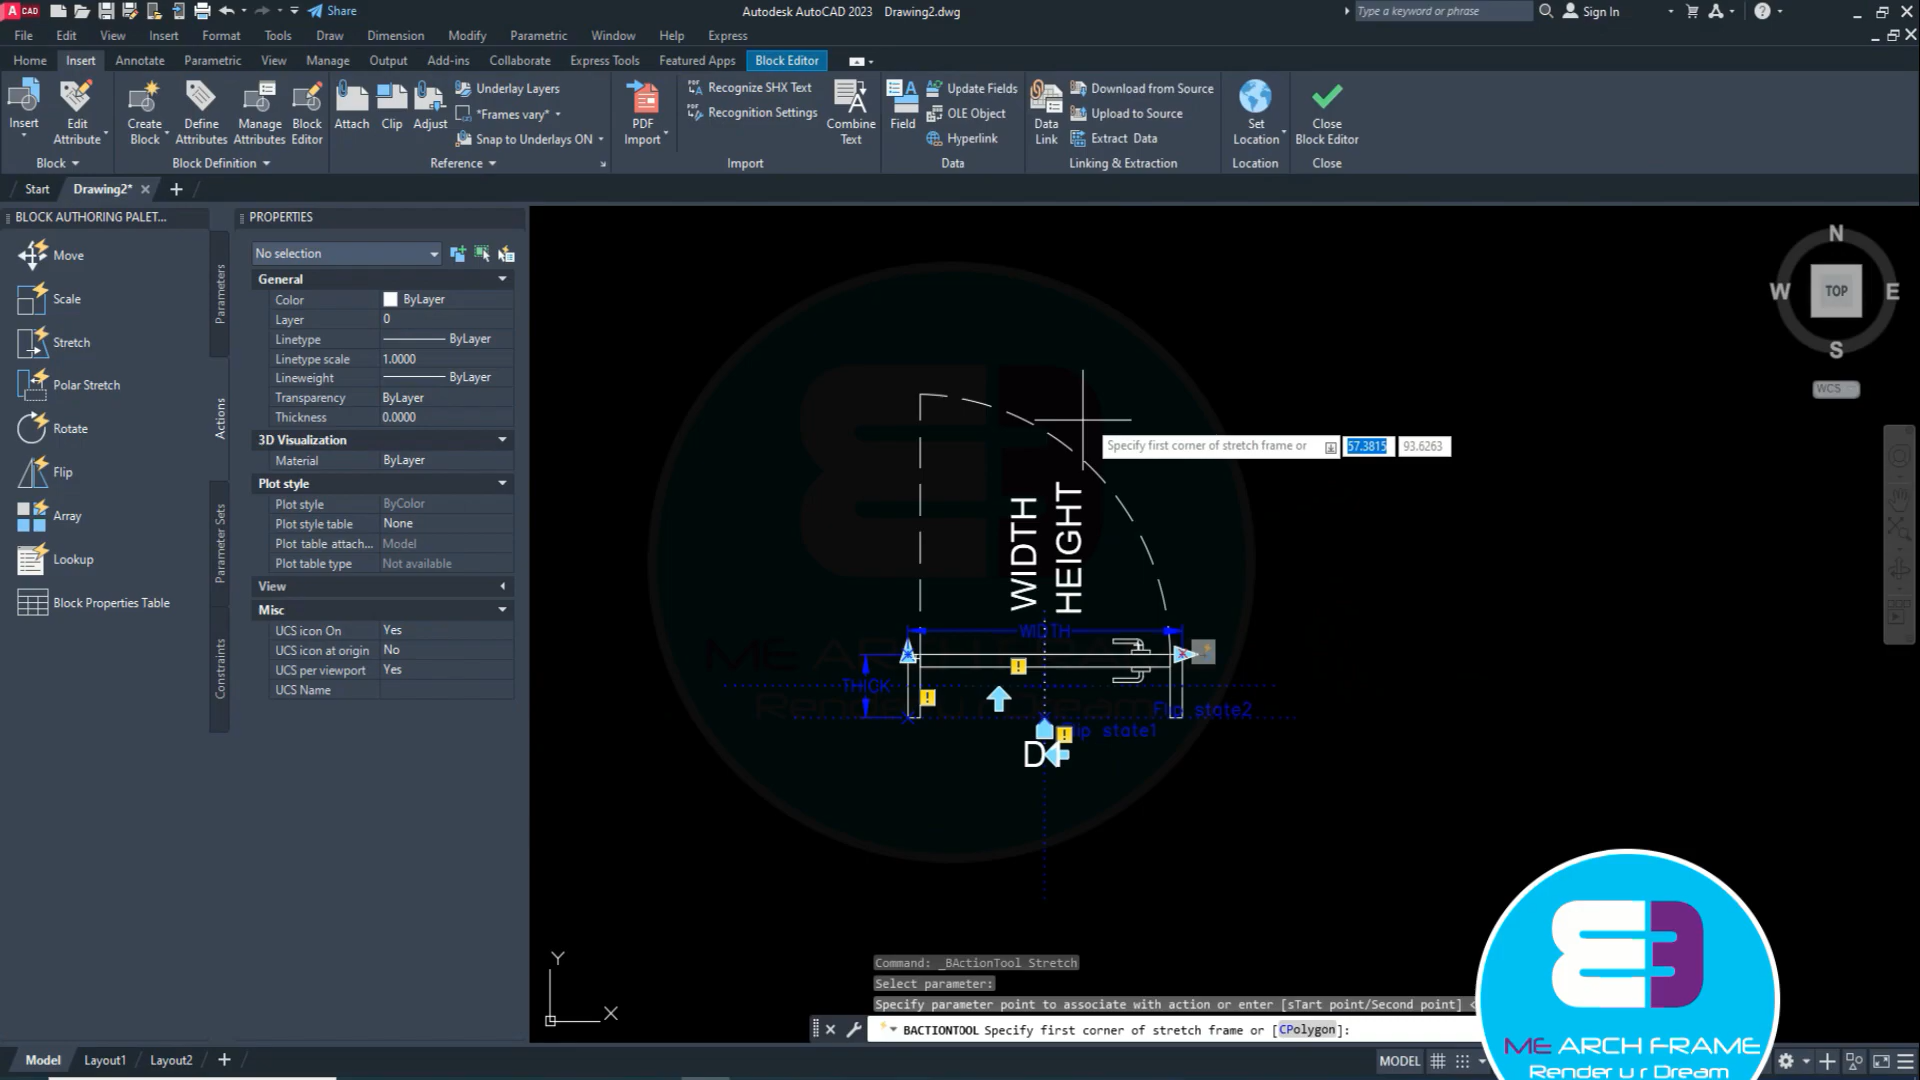 CAD
Share
Autodesk AutoCAD 2023 Drawing2.dwg
Type a keyword or phrase
Sign In
File Edit View Insert Format Tools Draw Dimension Modify Parametric Window Help Express
Home Insert Annotate Parametric View Manage Output Add-ins Collaborate Express Tools Featured Apps Block Editor
Insert
Edit Attribute
Create Block
Define Attributes
Manage Attributes
Block Editor
Attach
Clip
Adjust
Underlay Layers
*Frames vary*
Snap to Underlays ON
PDF Import
Recognize SHX Text
Recognition Settings
Combine Text
Field
Update Fields
OLE Object
Hyperlink
Data Link
Download from Source
Upload to Source
Extract Data
Set Location
Close Block Editor
Block
Block Definition
Reference
Import
Data
Linking & Extraction
Location
Close
Start Drawing2*
BLOCK AUTHORING PALET...
Move
Scale
Stretch
Polar Stretch
Rotate
Flip
Array
Lookup
Block Properties Table
Parameters
Actions
Parameter Sets
Constraints
PROPERTIES
No selection
General
Color ByLayer
Layer 0
Linetype ByLayer
Linetype scale 1.0000
Lineweight ByLayer
Transparency ByLayer
Thickness 0.0000
3D Visualization
Material ByLayer
Plot style
Plot style ByColor
Plot style table None
Plot table attach... Model
Plot table type Not available
View
Misc
UCS icon On Yes
UCS icon at origin No
UCS per viewport Yes
UCS Name
N
W TOP E
S
WCS
Specify first corner of stretch frame or 57.3815 93.6263
WIDTH
HEIGHT
WIDTH
THICK
Flip state2
Flip state1
ME ARCH FRAME
Render u r Dream
Y
X
Command: _BActionTool Stretch
Select parameter:
Specify parameter point to associate with action or enter [sTart point/Second point] <
BACTIONTOOL Specify first corner of stretch frame or [CPolygon]:
Model Layout1 Layout2
MODEL
ME ARCH FRAME
Render u r Dream